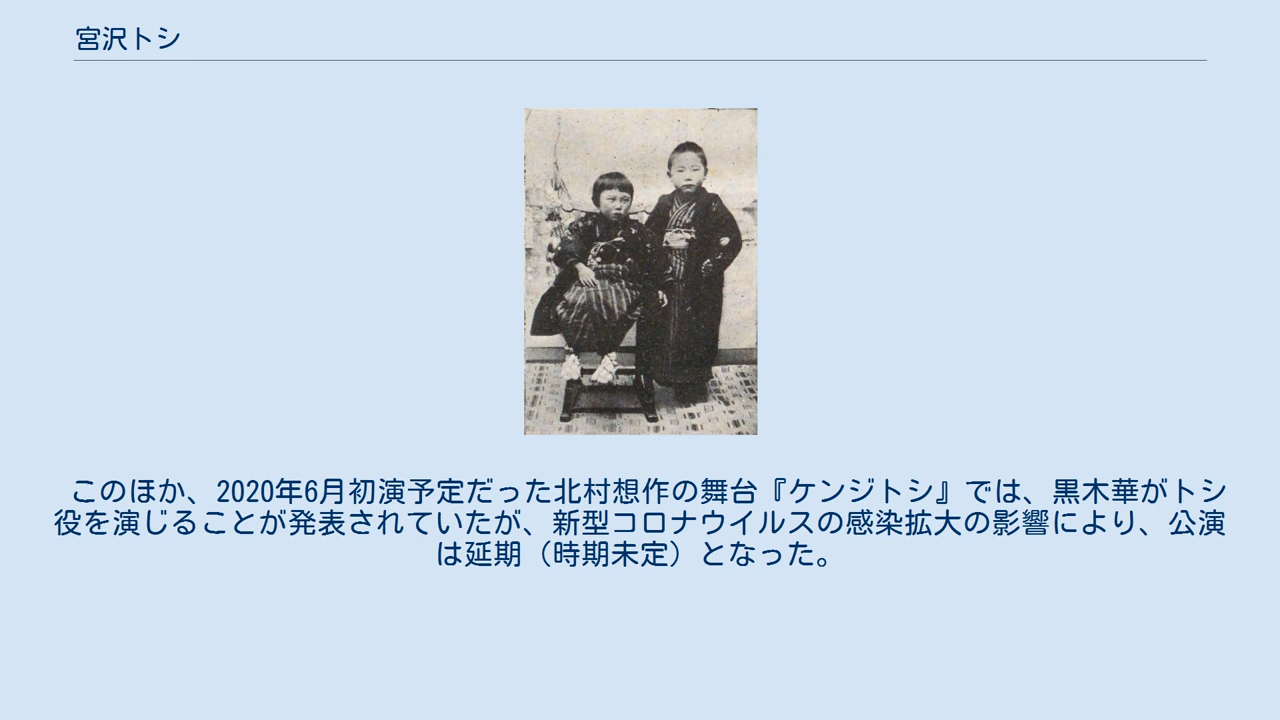 宮沢トシ
このほか、2020年6月初演予定だった北村想作の舞台『ケンジトシ』では、黒木華がトシ
役を演じることが発表されていたが、新型コロナウイルスの感染拡大の影響により、公演
は延期（時期未定）となった。